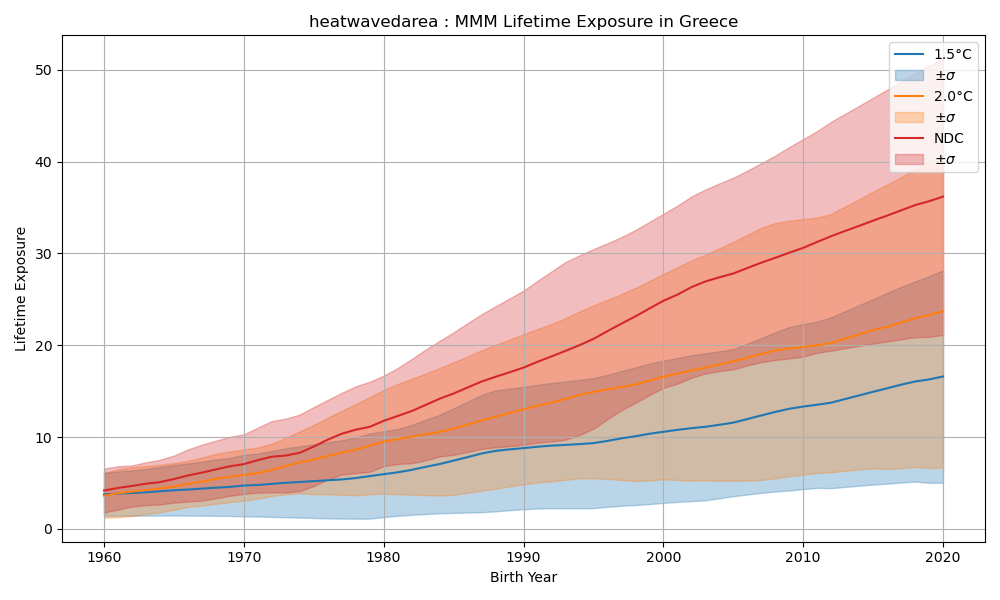 heatwavedarea : MMM Lifetime Exposure in Greece
Lifetime Exposure
50
40
30
20
10
0
1960
1970
1980
1990
2000
2010
2020
Birth Year
1.5°C
±σ
2.0°C
±σ
NDC
±σ